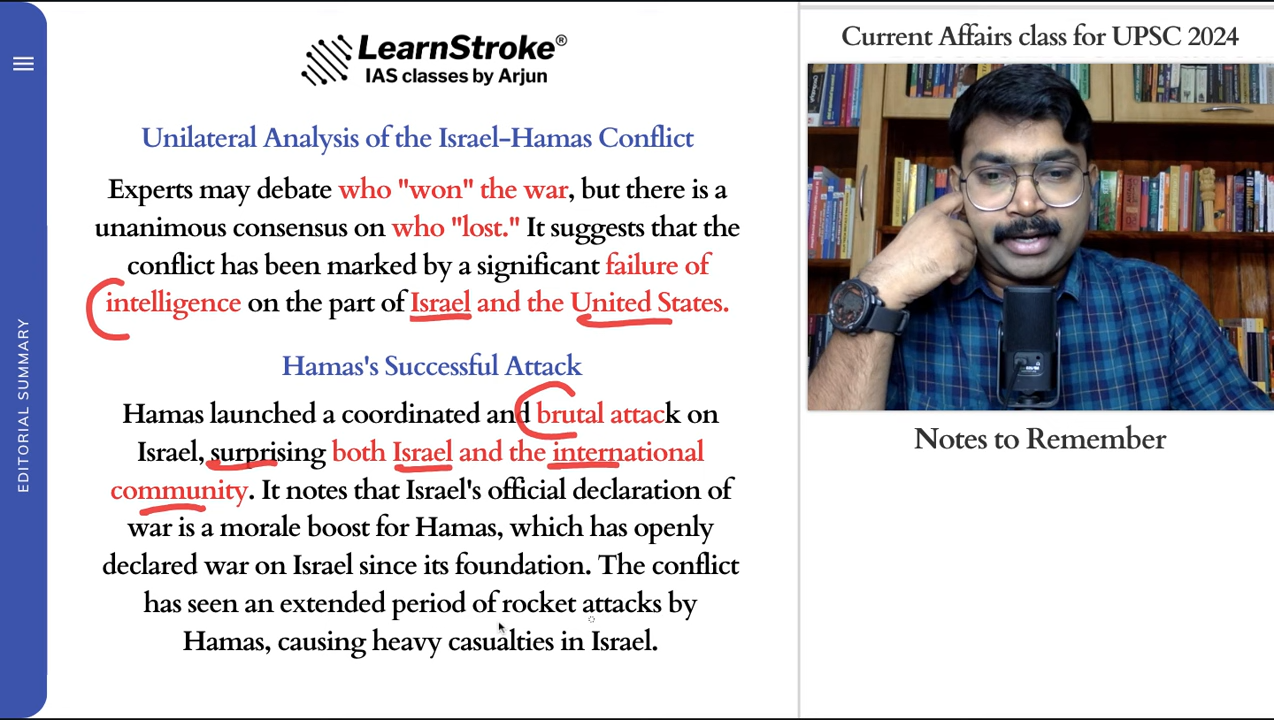 LearnStroke®
IAS classes by Arjun
Unilateral Analysis of the Israel-Hamas Conflict
Experts may debate who "won" the war, but there is a
unanimous consensus on who "lost." It suggests that the
conflict has been marked by a significant failure of
intelligence on the part of Israel and the United States.
Hamas's Successful Attack
Hamas launched a coordinated and brutal attack on
Israel, surprising both Israel and the international
community. It notes that Israel's official declaration of
war is a morale boost for Hamas, which has openly
declared war on Israel since its foundation. The conflict
has seen an extended period of rocket attacks by
Hamas, causing heavy casualties in Israel.
EDITORIAL SUMMARY
Current Affairs class for UPSC 2024
Notes to Remember